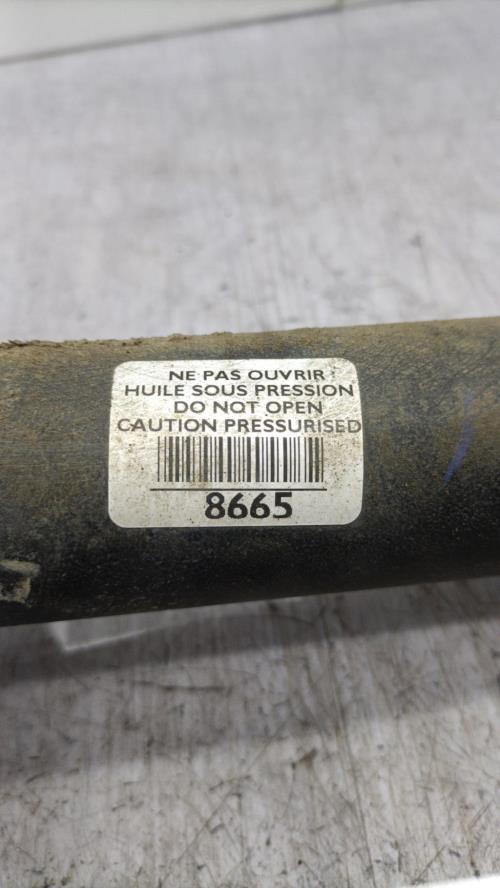 NE PAS OUVRIR
HUILE SOUS PRESSION
DO NOT OPEN
CAUTION PRESSURISED
8665